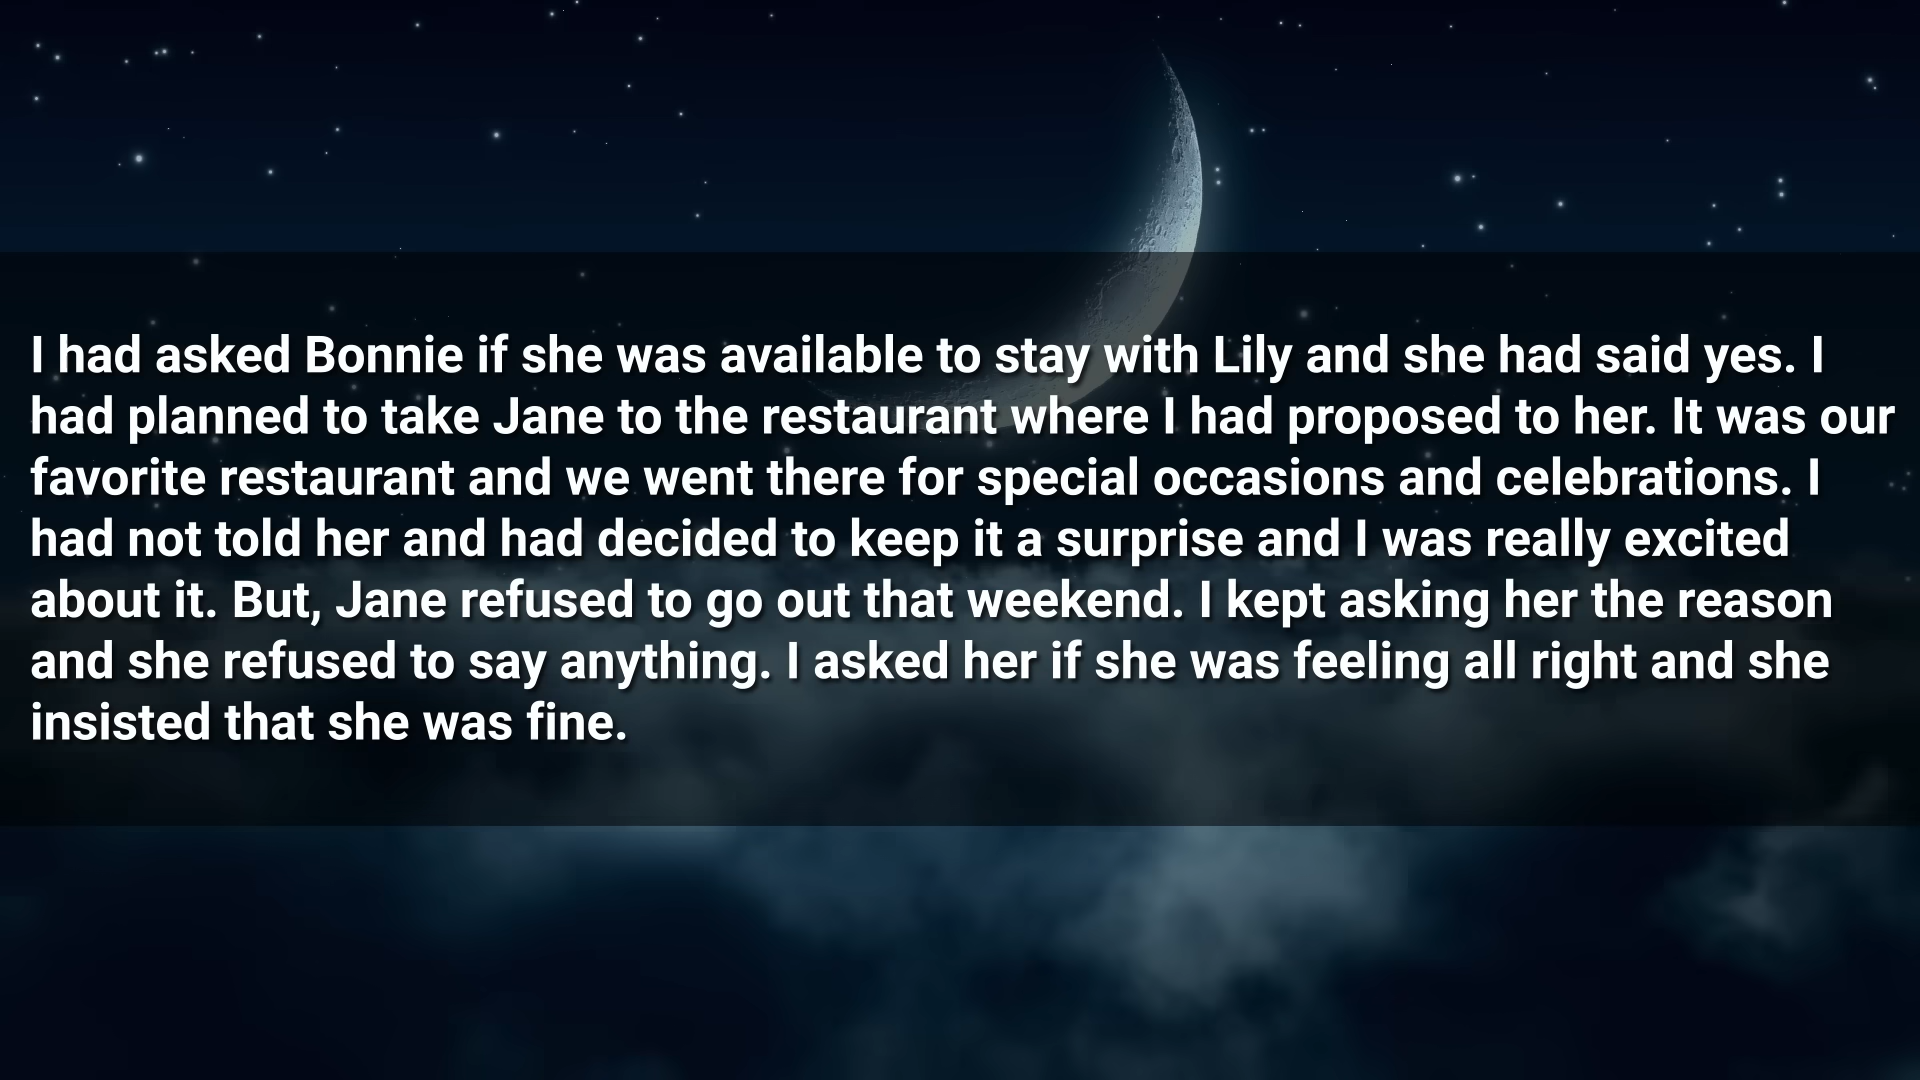 I had asked Bonnie if she was available to stay with Lily and she had said yes. I
had planned to take Jane to the restaurant where I had proposed to her. It was our
favorite restaurant and we went there for special occasions and celebrations. I
had not told her and had decided to keep it a surprise and I was really excited
about it. But, Jane refused to go out that weekend. I kept asking her the reason
and she refused to say anything. I asked her if she was feeling all right and she
insisted that she was fine.